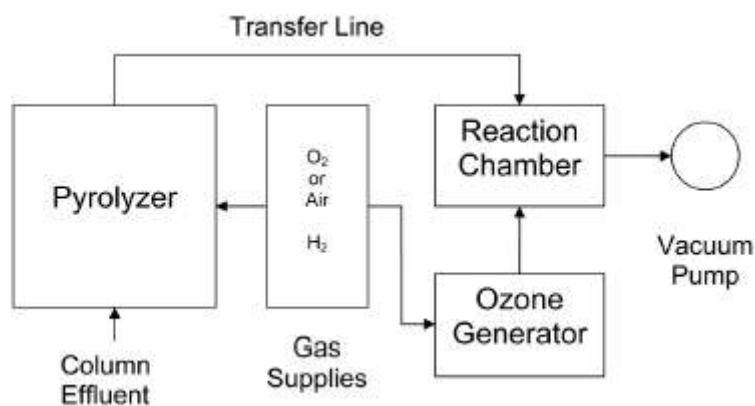 Transfer Line
Pyrolyzer
O₂
or
Air
H₂
Reaction
Chamber
Vacuum
Pump
Ozone
Generator
Gas
Supplies
Column
Effluent